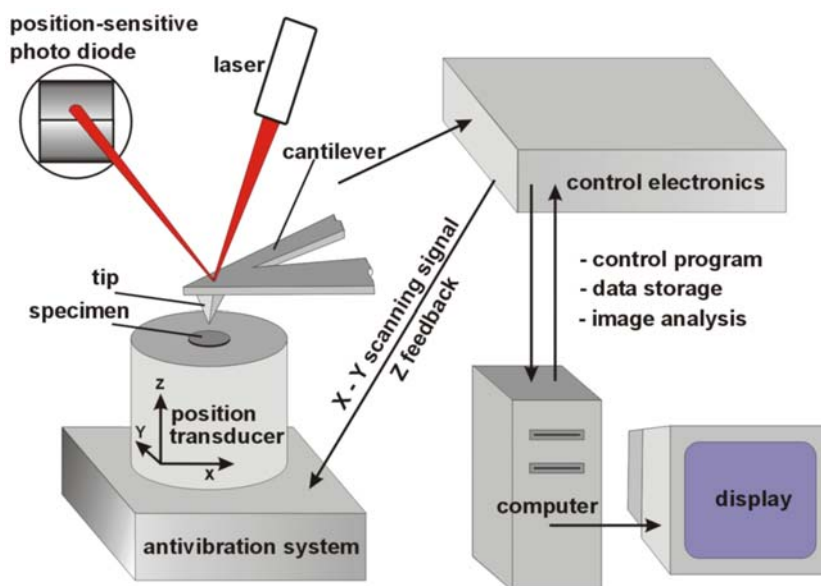 position-sensitive
photo diode
laser
cantilever
control electronics
tip
specimen
X - Y scanning signal
Z feedback
- control program
- data storage
- image analysis
Z
Y
X
position
transducer
computer
display
antivibration system